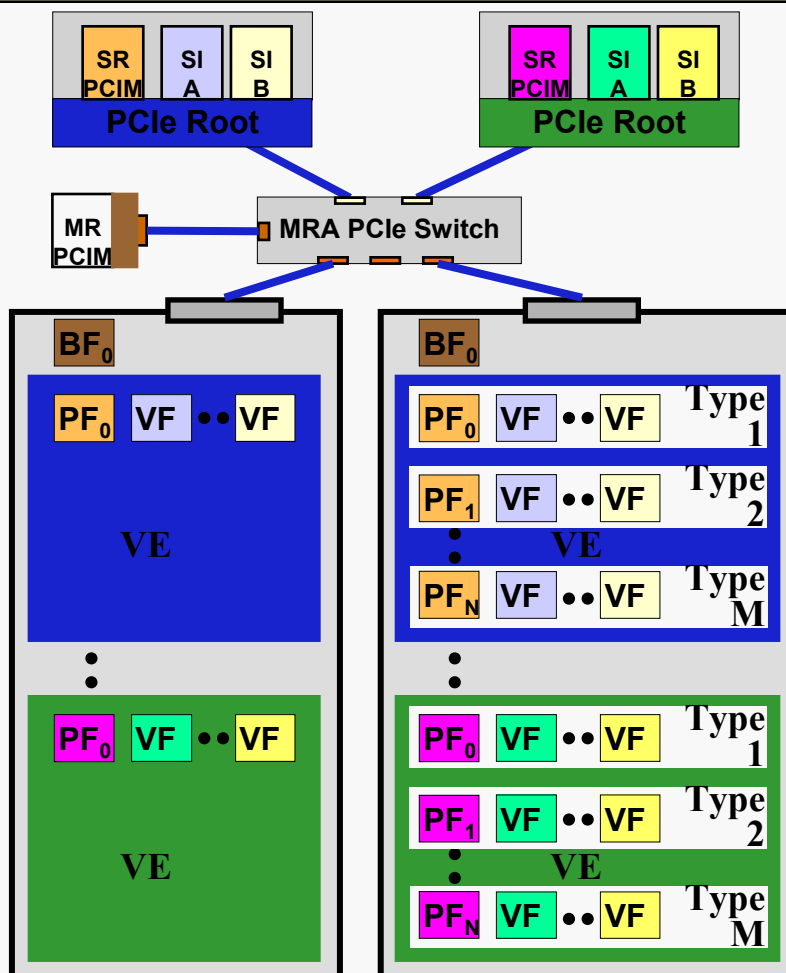 SR PCIM
SI A
SI B
PCIe Root
SR PCIM
SI A
SI B
PCIe Root
MR PCIM
MRA PCIe Switch
BF0
PF0 VF •• VF
VE
PF0 VF •• VF
VE
BF0
PF0 VF •• VF Type 1
PF1 VF •• VF Type 2
VE
PFN VF •• VF Type M
PF0 VF •• VF Type 1
PF1 VF •• VF Type 2
VE
PFN VF •• VF Type M